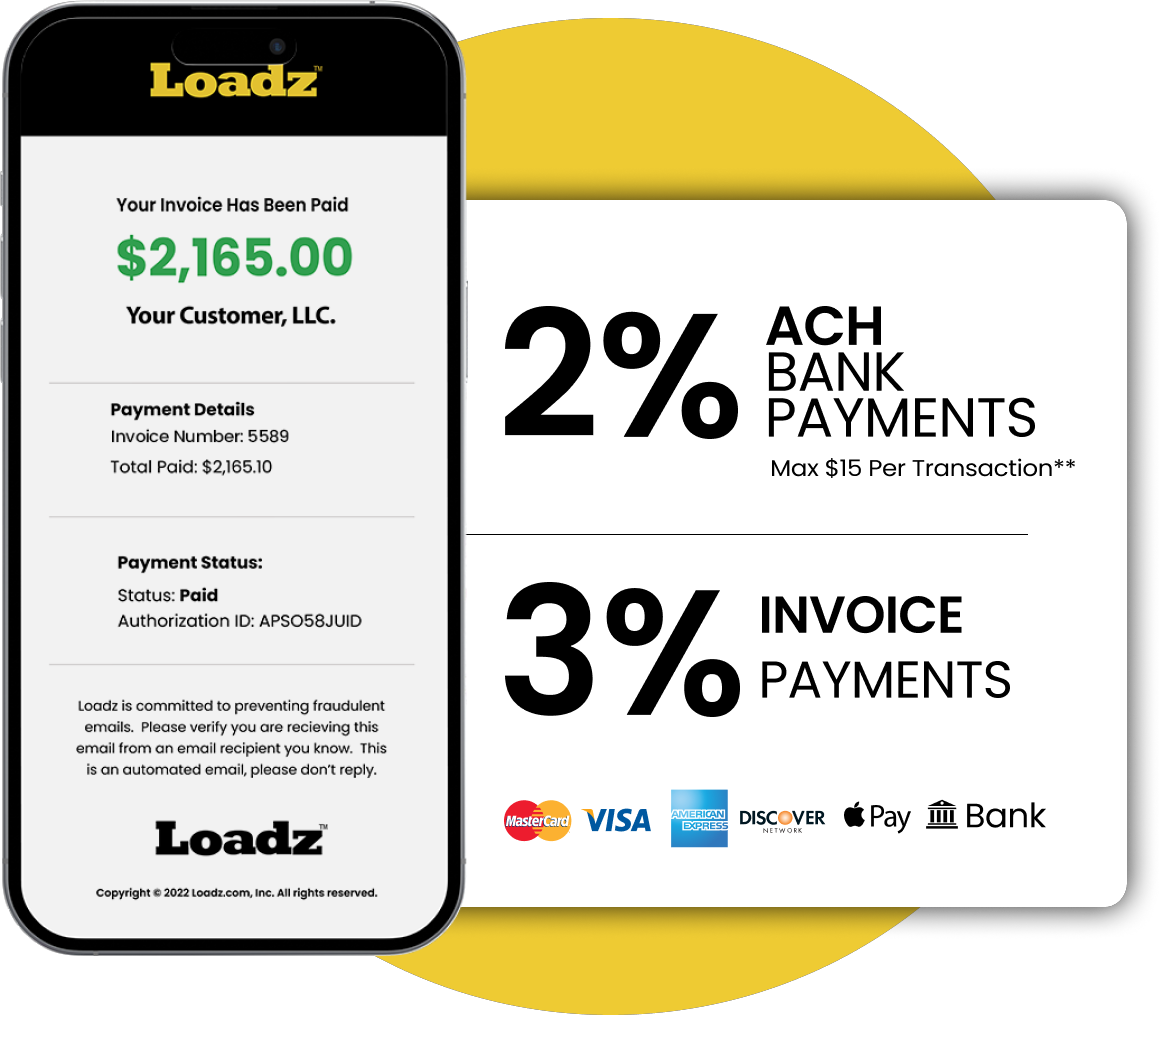 Loadz™
Your Invoice Has Been Paid
$2,165.00
Your Customer, LLC.
Payment Details
Invoice Number: 5589
Total Paid: $2,165.10
Payment Status:
Status: Paid
Authorization ID: APSO58JUID
Loadz is committed to preventing fraudulent
emails. Please verify you are recieving this
email from an email recipient you know. This
is an automated email, please don’t reply.
Loadz™
Copyright © 2022 Loadz.com, Inc. All rights reserved.
2% ACH
BANK
PAYMENTS
Max $15 Per Transaction**
3% INVOICE
PAYMENTS
MasterCard VISA AMERICAN EXPRESS DISCOVER NETWORK Pay Bank